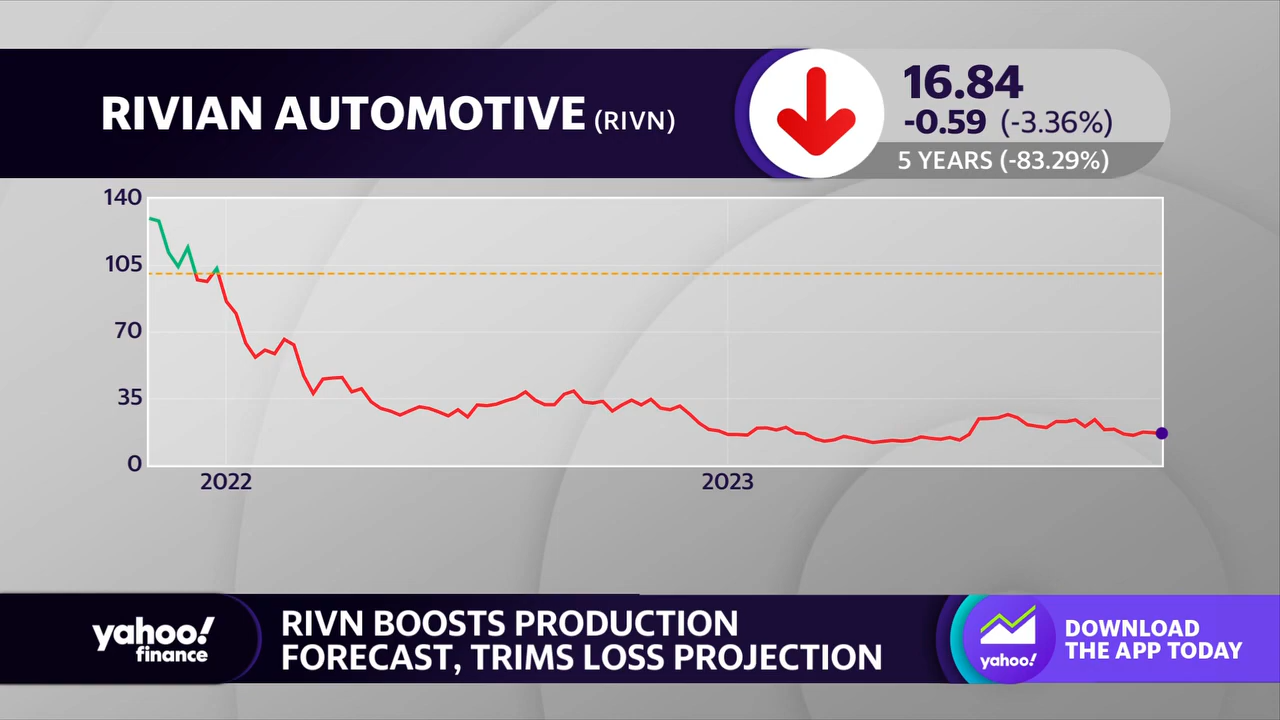 RIVIAN AUTOMOTIVE (RIVN)
16.84
-0.59 (-3.36%)
5 YEARS (-83.29%)
140
105
70
35
0
2022
2023
yahoo!
finance
RIVN BOOSTS PRODUCTION
FORECAST, TRIMS LOSS PROJECTION
yahoo!
DOWNLOAD
THE APP TODAY